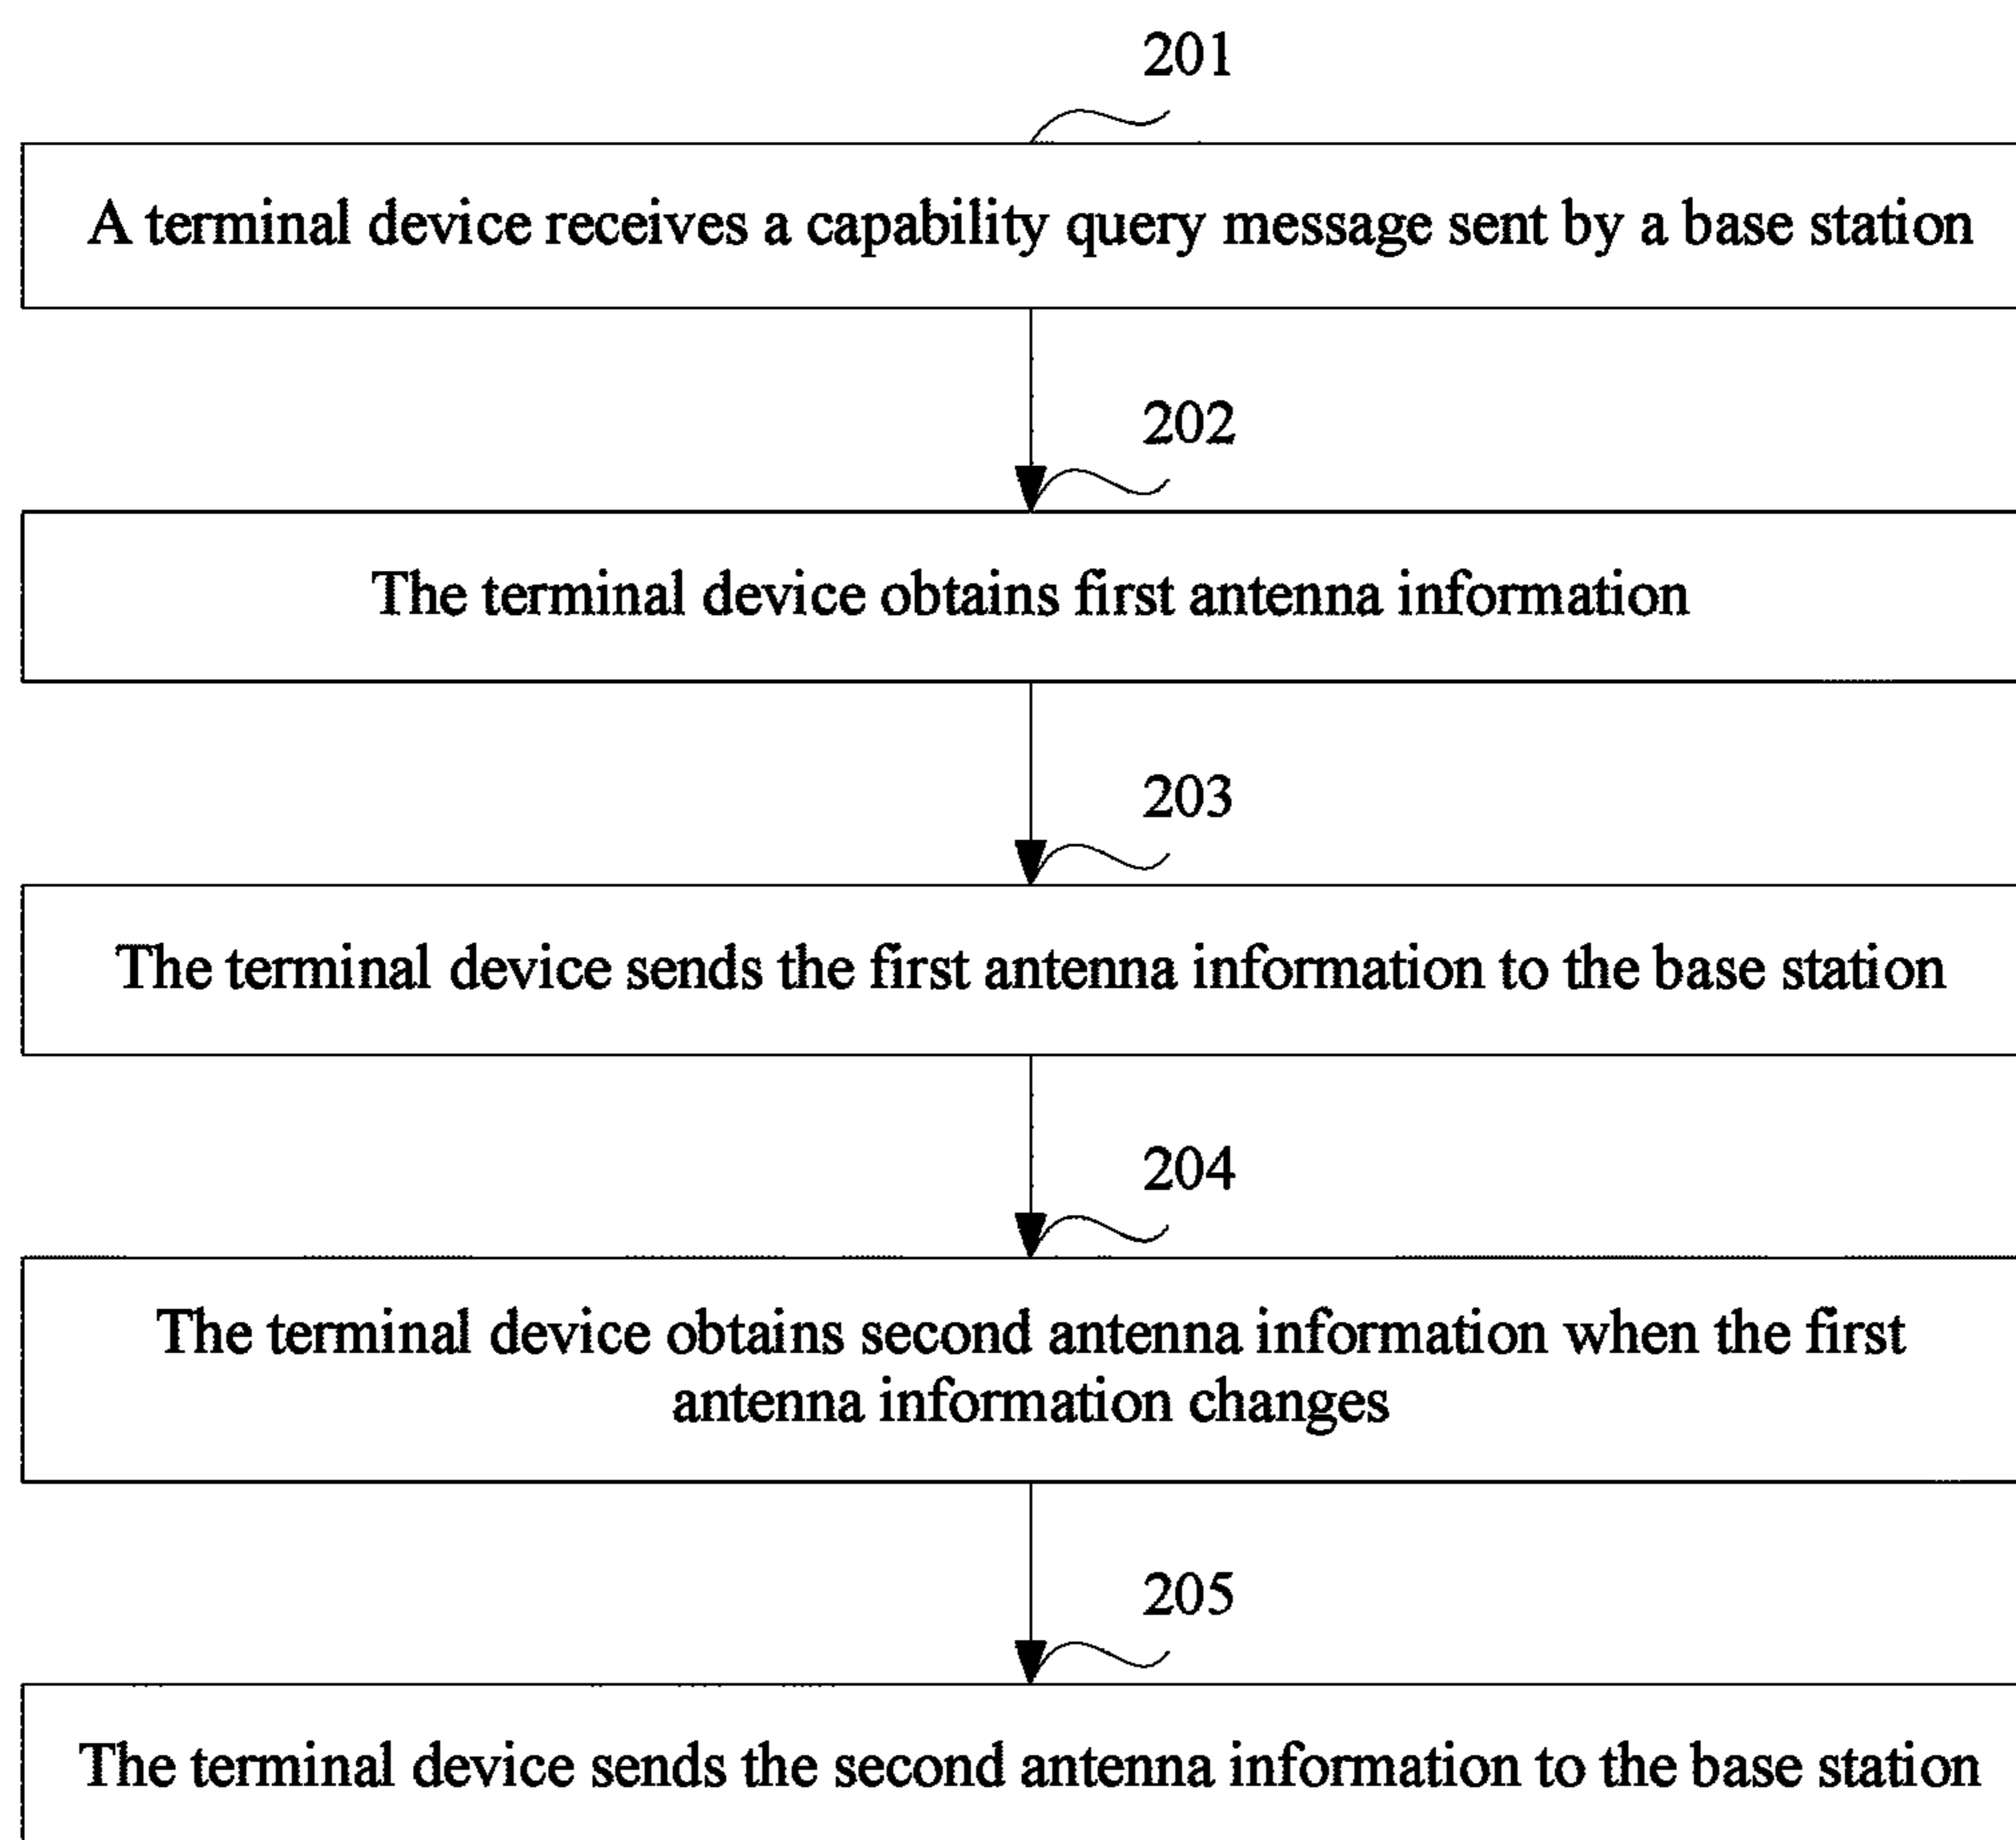 201
A terminal device receives a capability query message sent by a base station
202
The terminal device obtains first antenna information
203
The terminal device sends the first antenna information to the base station
204
The terminal device obtains second antenna information when the first
antenna information changes
205
The terminal device sends the second antenna information to the base station